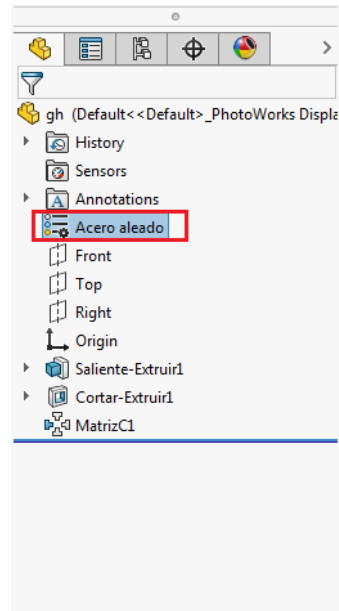 gh (Default<<Default>_PhotoWorks Displa
History
Sensors
A Annotations
Acero aleado
Front
Top
Right
Origin
Saliente-Extruir1
Cortar-Extruir1
MatrizC1